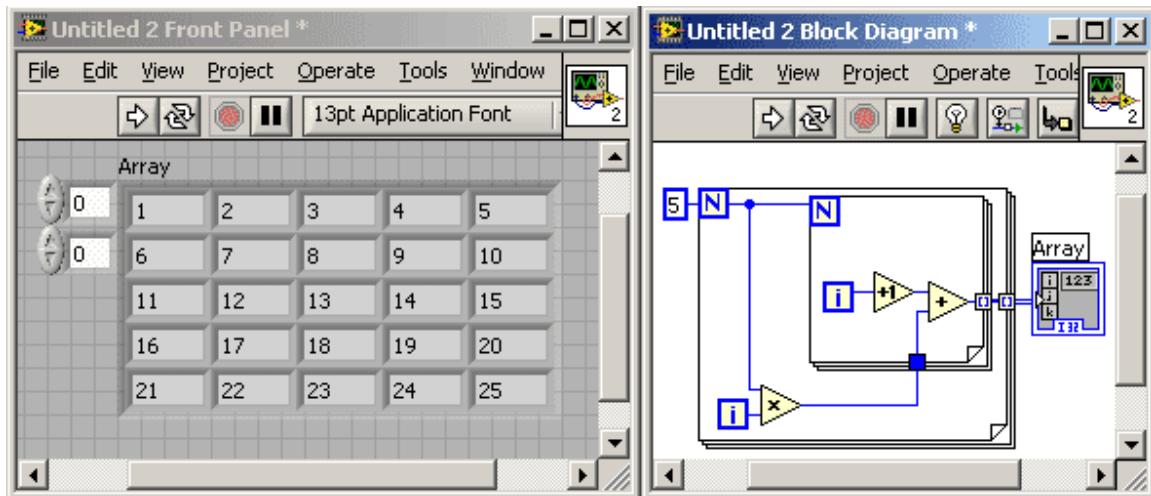 Untitled 2 Front Panel *
File Edit View Project Operate Tools Window
13pt Application Font
2
Array
0
1 2 3 4 5
0
6 7 8 9 10
11 12 13 14 15
16 17 18 19 20
21 22 23 24 25
Untitled 2 Block Diagram *
File Edit View Project Operate Tools
2
5 N N
Array
i +1 +
i j k 123
I32
i x